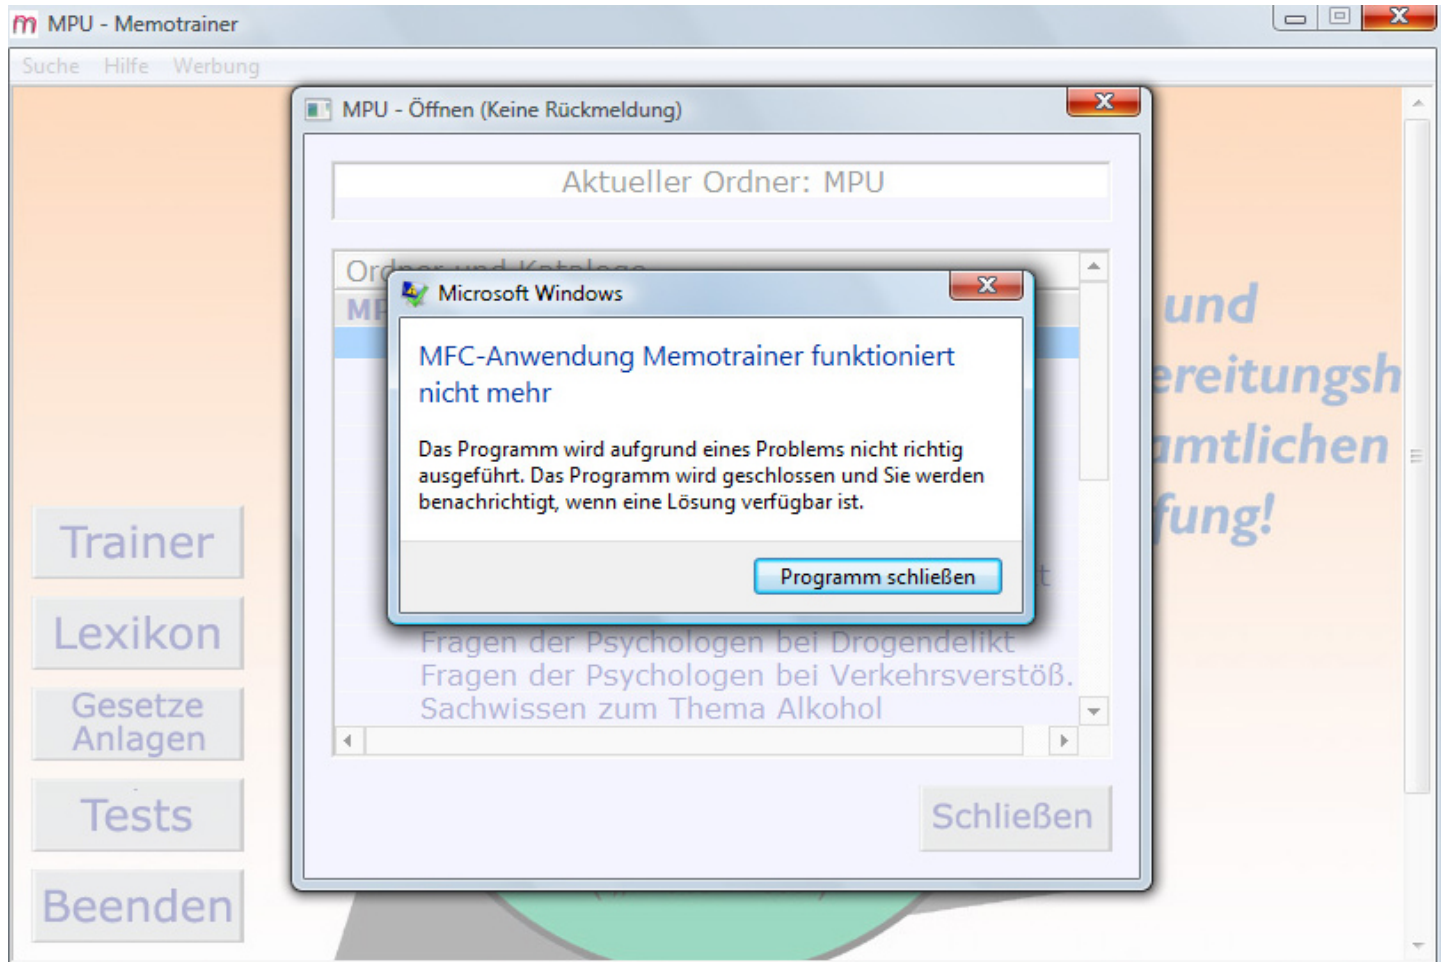 MPU - Memotrainer
Suche Hilfe Werbung
MPU - Öffnen (Keine Rückmeldung)
Aktueller Ordner: MPU
Ordner und Kataloge
Microsoft Windows
MFC-Anwendung Memotrainer funktioniert
nicht mehr
Das Programm wird aufgrund eines Problems nicht richtig
ausgeführt. Das Programm wird geschlossen und Sie werden
benachrichtigt, wenn eine Lösung verfügbar ist.
Programm schließen
Fragen der Psychologen bei Drogendelikt
Fragen der Psychologen bei Verkehrsverstöß.
Sachwissen zum Thema Alkohol
Schließen
und
ereitungsh
amtlichen
fung!
Trainer
Lexikon
Gesetze
Anlagen
Tests
Beenden